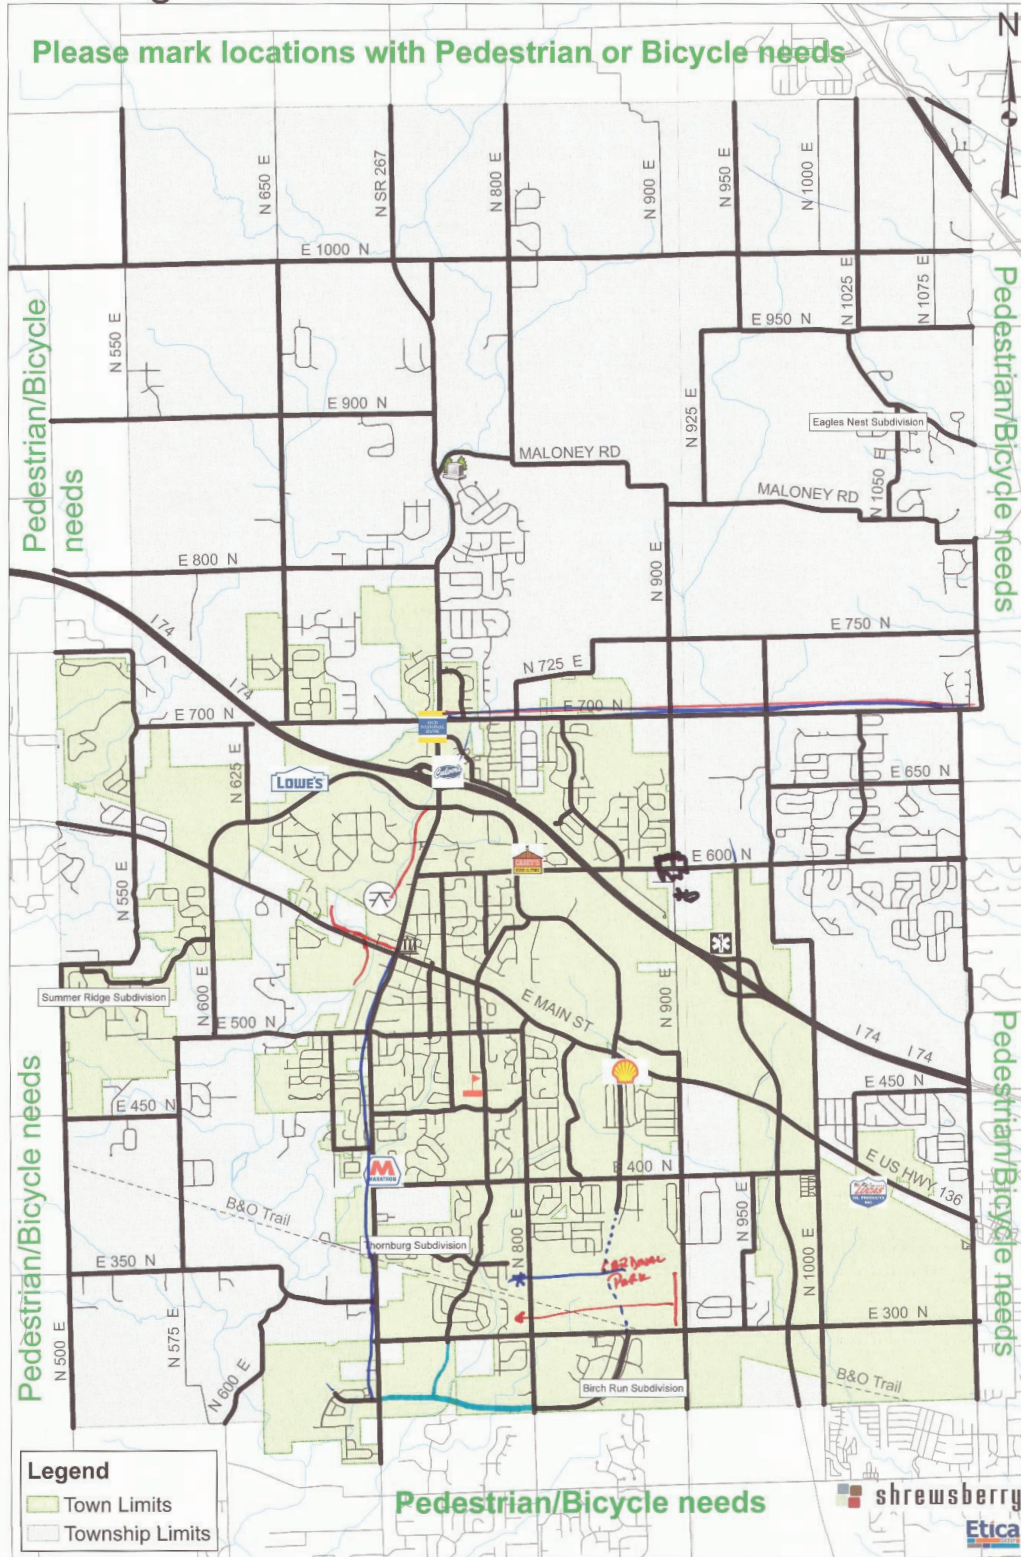 N
Please mark locations with Pedestrian or Bicycle needs
N 650 E
N SR 267
N 800 E
N 900 E
N 950 E
N 1000 E
E 1000 N
N 1025 E
N 1075 E
Pedestrian/Bicycle
needs
Pedestrian/Bicycle needs
N 550 E
E 950 N
E 900 N
N 925 E
Eagles Nest Subdivision
MALONEY RD
MALONEY RD
N 1050 E
E 800 N
N 900 E
I 74
E 750 N
N 725 E
I 74
E 700 N
E 700 N
N 625 E
LOWE'S
E 650 N
CASEY'S
E 600 N
N 550 E
Summer Ridge Subdivision
N 600 E
E 500 N
E MAIN ST
N 900 E
I 74
I 74
Pedestrian/Bicycle needs
Pedestrian/Bicycle needs
E 450 N
E 450 N
MARATHON
E 400 N
E US HWY 136
LUCAS
B&O Trail
Thornburg Subdivision
N 800 E
N 950 E
N 1000 E
E 350 N
PARK
E 300 N
N 500 E
N 575 E
N 600 E
Birch Run Subdivision
B&O Trail
Legend
Town Limits
Township Limits
Pedestrian/Bicycle needs
shrewsberry
Etica